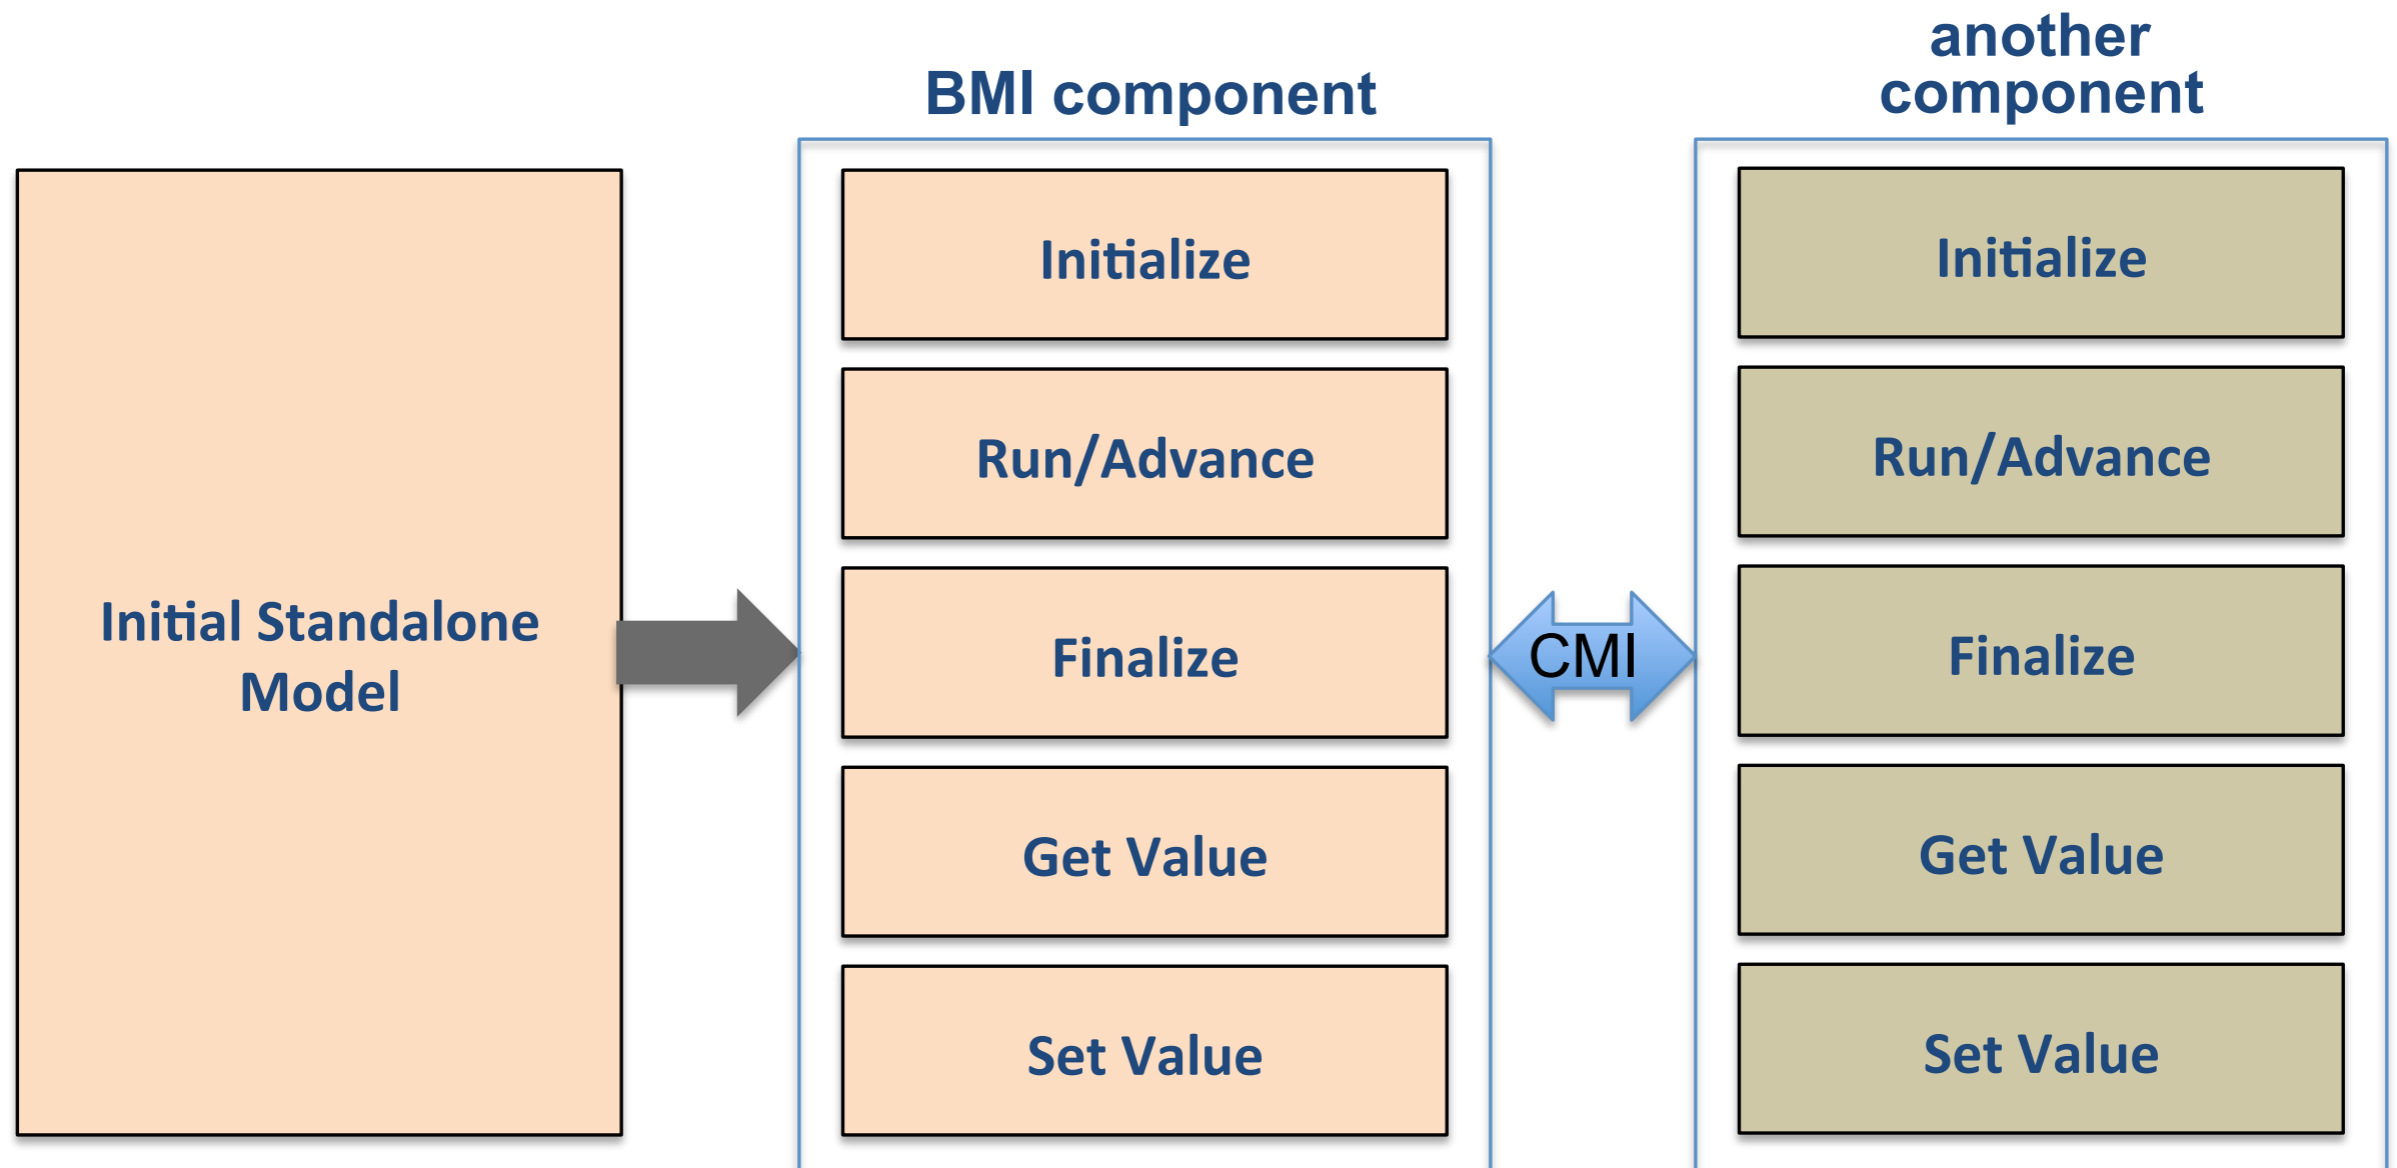 Initial Standalone
Model
BMI component
Initialize
Run/Advance
Finalize
Get Value
Set Value
CMI
another
component
Initialize
Run/Advance
Finalize
Get Value
Set Value